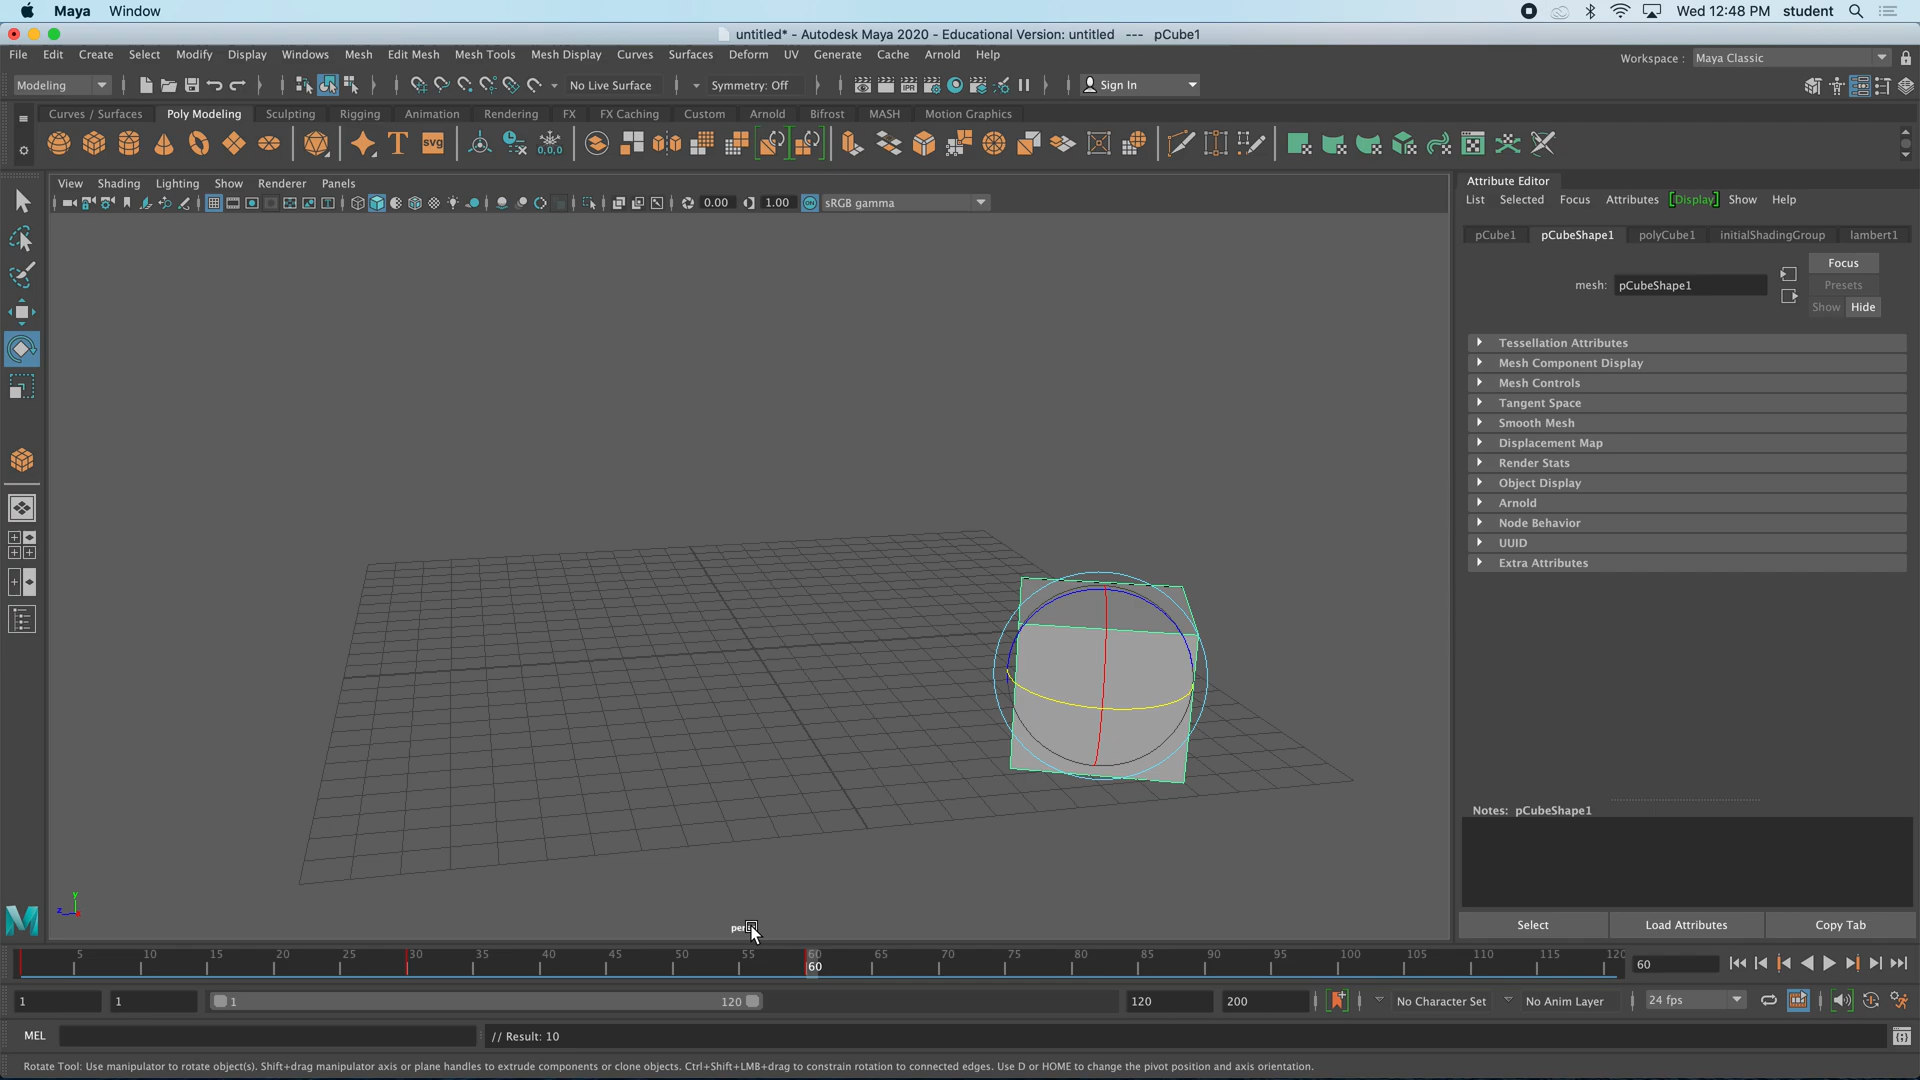 Maya Window Wed 12:48 PM student
untitled* - Autodesk Maya 2020 - Educational Version: untitled --- pCube1
File Edit Create Select Modify Display Windows Mesh Edit Mesh Mesh Tools Mesh Display Curves Surfaces Deform UV Generate Cache Arnold Help Workspace : Maya Classic
Modeling No Live Surface Symmetry: Off IPR Sign In
Curves / Surfaces Poly Modeling Sculpting Rigging Animation Rendering FX FX Caching Custom Arnold Bifrost MASH Motion Graphics
T SVG 0,0,0
View Shading Lighting Show Renderer Panels
0.00 1.00 ON sRGB gamma
Attribute Editor
List Selected Focus Attributes [Display] Show Help
pCube1 pCubeShape1 polyCube1 initialShadingGroup lambert1
Focus
mesh: pCubeShape1
Presets
Show Hide
Tessellation Attributes
Mesh Component Display
Mesh Controls
Tangent Space
Smooth Mesh
Displacement Map
Render Stats
Object Display
Arnold
Node Behavior
UUID
Extra Attributes
Notes: pCubeShape1
y
z
Select Load Attributes Copy Tab
5 10 15 20 25 30 35 40 45 50 55 60 65 70 75 80 85 90 95 100 105 110 115 120
60 60
1 1 1 120 120 200 No Character Set No Anim Layer 24 fps
MEL // Result: 10
Rotate Tool: Use manipulator to rotate object(s). Shift+drag manipulator axis or plane handles to extrude components or clone objects. Ctrl+Shift+LMB+drag to constrain rotation to connected edges. Use D or HOME to change the pivot position and axis orientation.